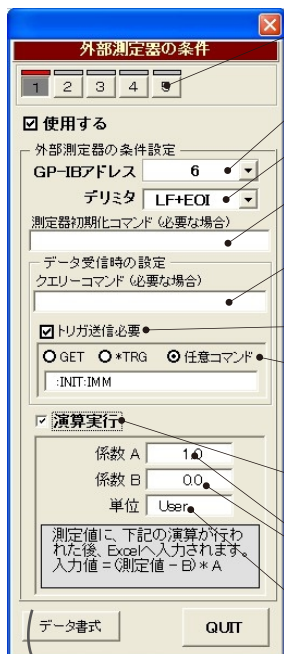 外部測定器の条件
1 2 3 4
使用する
外部測定器の条件設定
GP-IBアドレス 6
デリミタ LF+EOI
測定器初期化コマンド (必要な場合)
データ受信時の設定
クエリーコマンド (必要な場合)
トリガ送信必要
GET *TRG 任意コマンド
:INIT:IMM
演算実行
係数 A 1.0
係数 B 0.0
単位 User
測定値に、下記の演算が行わ
れた後、Excelへ入力されます。
入力値 = (測定値 - B) * A
データ書式 QUIT